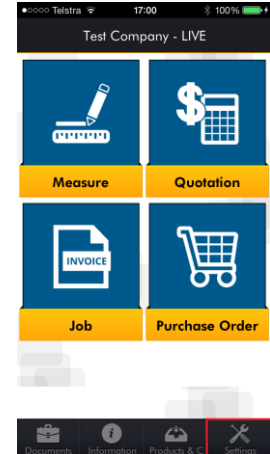 Telstra 17:00 100%
Test Company - LIVE
Measure Quotation
INVOICE
Job Purchase Order
Documents Information Products & C Settings